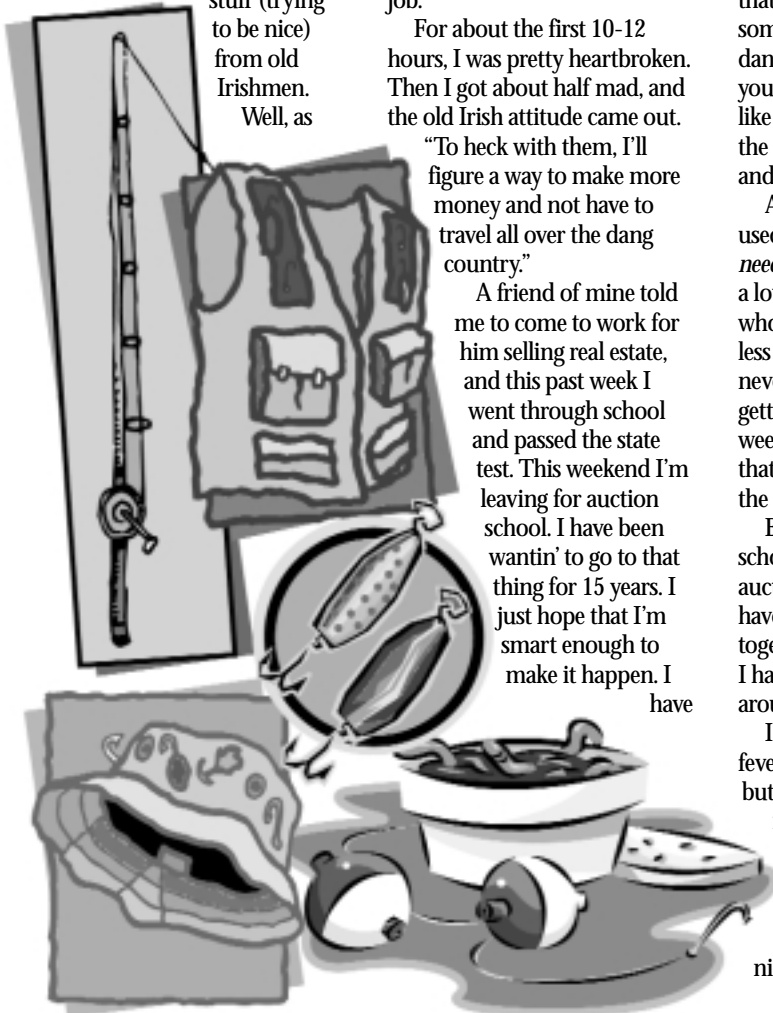 stuff (trying
to be nice)
from old
Irishmen.
Well, as
job.
For about the first 10-12
hours, I was pretty heartbroken.
Then I got about half mad, and
the old Irish attitude came out.
“To heck with them, I’ll
figure a way to make more
money and not have to
travel all over the dang
country.”
A friend of mine told
me to come to work for
him selling real estate,
and this past week I
went through school
and passed the state
test. This weekend I’m
leaving for auction
school. I have been
wantin’ to go to that
thing for 15 years. I
just hope that I’m
smart enough to
make it happen. I
have
that
som
dan
you
like
the
and
A
used
need
a lo
who
less
neve
gett
wee
that
the
scho
auc
have
toge
I ha
arou
I
feve
but
ni